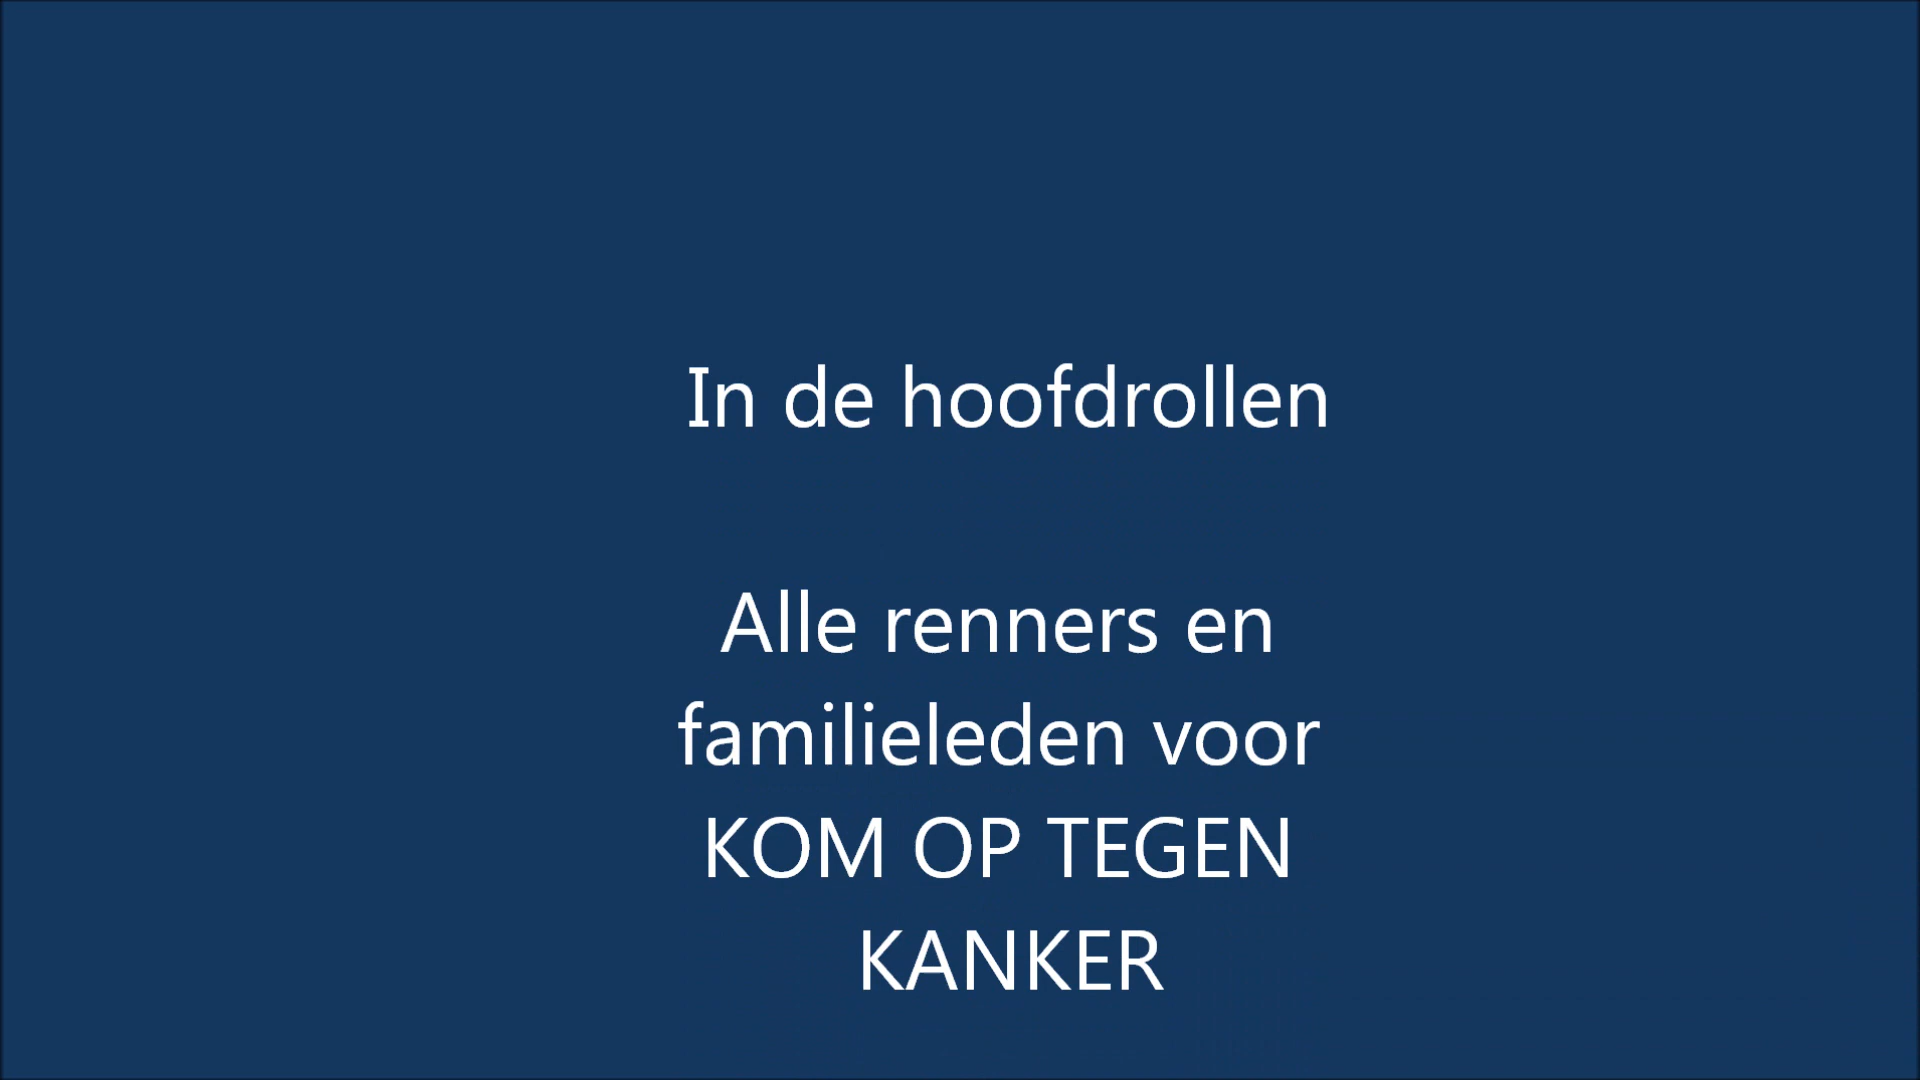 In de hoofdrollen
Alle renners en
familieleden voor
KOM OP TEGEN
KANKER